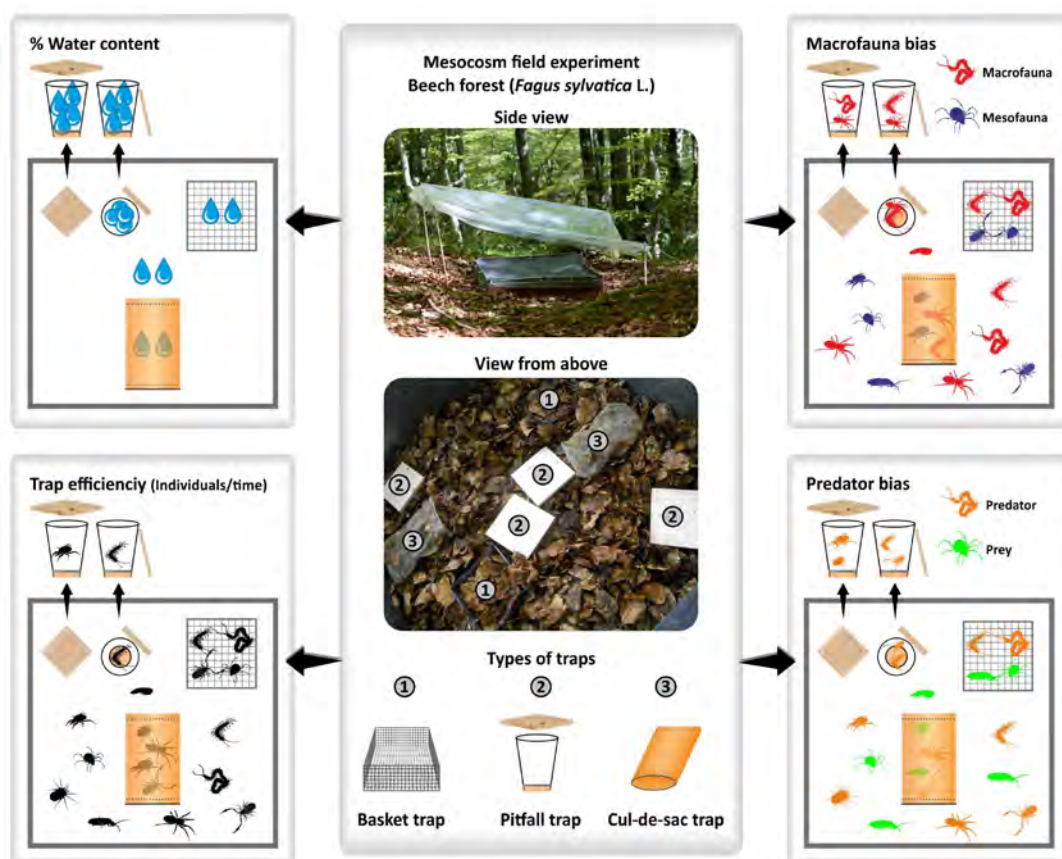 % Water content
Mesocosm field experiment
Beech forest (Fagus sylvatica L.)
Side view
View from above
1
3
2
2
2
2
3
1
Types of traps
1
2
3
Basket trap
Pitfall trap
Cul-de-sac trap
Macrofauna bias
Macrofauna
Mesofauna
Trap efficienciy (Individuals/time)
Predator bias
Predator
Prey